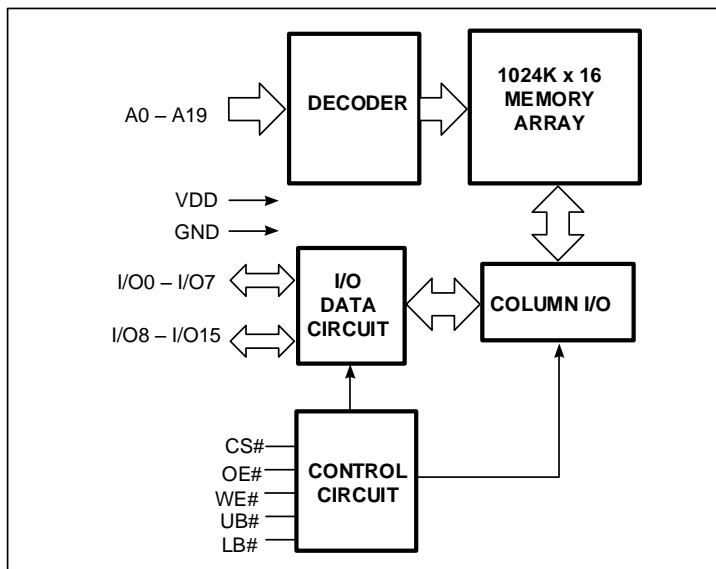 A0 – A19
DECODER
1024K x 16
MEMORY
ARRAY
VDD
GND
I/O0 – I/O7
I/O8 – I/O15
I/O
DATA
CIRCUIT
COLUMN I/O
CS#
OE#
WE#
UB#
LB#
CONTROL
CIRCUIT